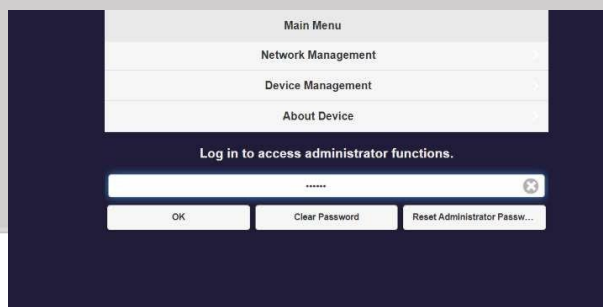 Main Menu
Network Management
Device Management
About Device
Log in to access administrator functions.
••••••
OK
Clear Password
Reset Administrator Passw...